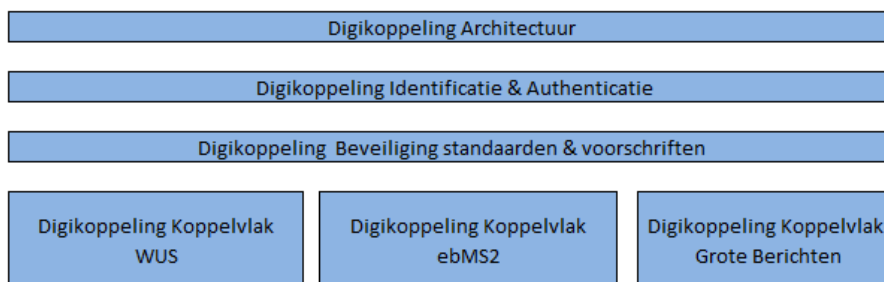 Digikoppeling Architectuur
Digikoppeling Identificatie & Authenticatie
Digikoppeling Beveiliging standaarden & voorschriften
Digikoppeling Koppelvlak
WUS
Digikoppeling Koppelvlak
ebMS2
Digikoppeling Koppelvlak
Grote Berichten